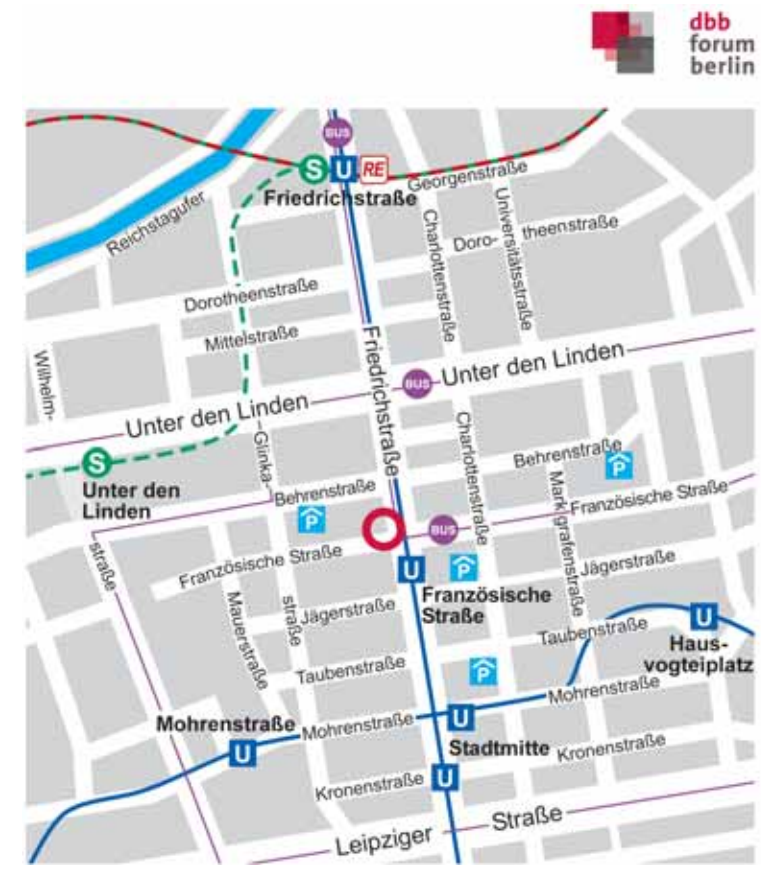 dbb
forum
berlin
BUS
S
U
RE
Friedrichstraße
Georgenstraße
Reichstagufer
Charlottenstraße
Universitätsstraße
Doro-
theenstraße
Dorotheenstraße
Mittelstraße
Friedrichstraße
Wilhelm-
BUS
Unter den Linden
Unter den Linden
S
Unter den
Linden
Glinka-
Charlottenstraße
Behrenstraße
P
Behrenstraße
P
Markgrafenstraße
Französische Straße
BUS
Französische Straße
straße
U
P
Französische
Straße
Jägerstraße
Mauerstraße
straße
Jägerstraße
Taubenstraße
U
Haus-
vogteiplatz
Taubenstraße
P
Mohrenstraße
Mohrenstraße
U
Mohrenstraße
U
Stadtmitte
Kronenstraße
Kronenstraße
U
Leipziger
Straße